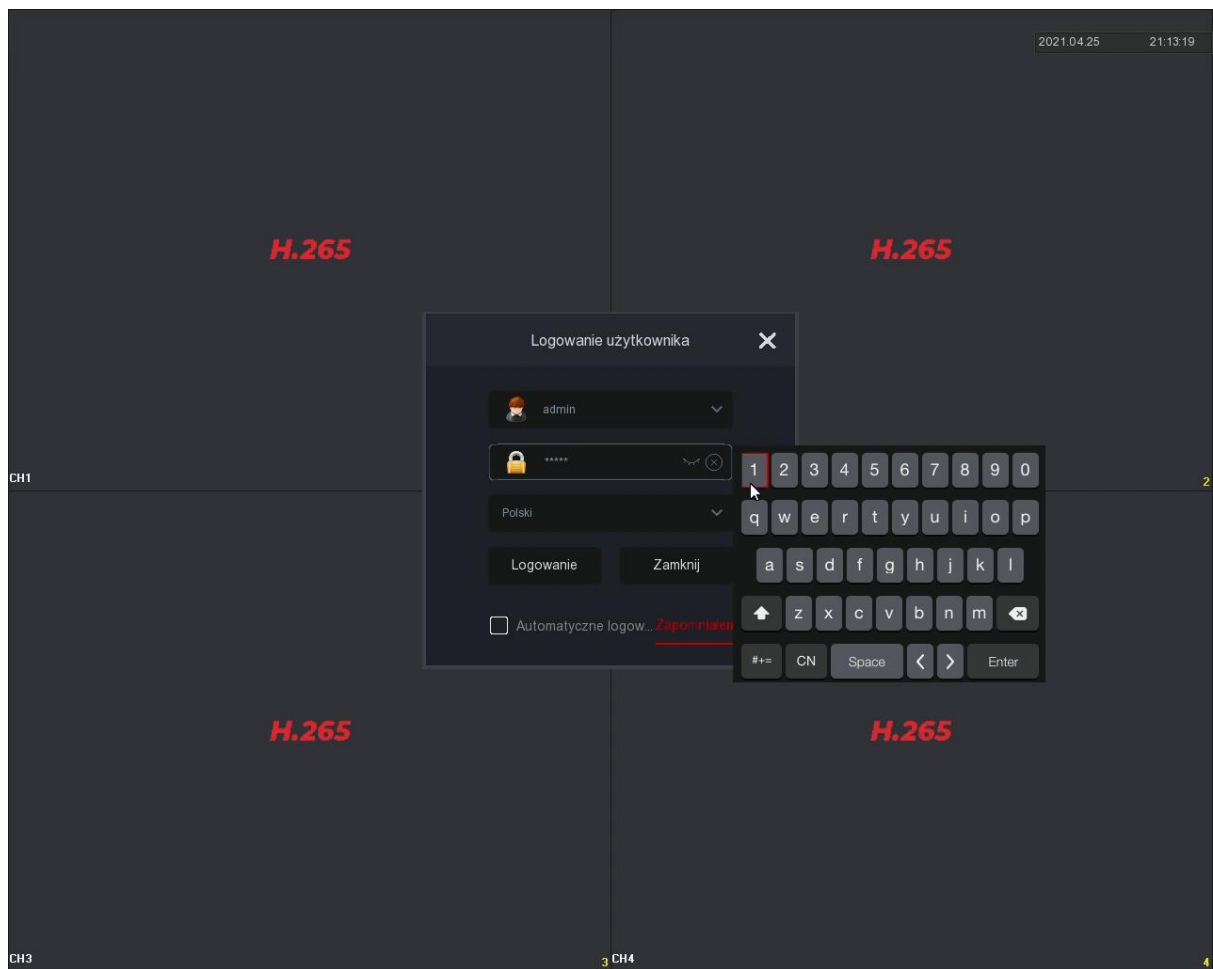 2021.04.25 21:13:19
H.265 H.265
Logowanie użytkownika
admin
*****
CH1 2
Polski
Logowanie Zamknij
Automatyczne logow... Zapomniałem
1 2 3 4 5 6 7 8 9 0
q w e r t y u i o p
a s d f g h j k l
z x c v b n m
#+= CN Space < > Enter
H.265 H.265
CH3 3 CH4 4